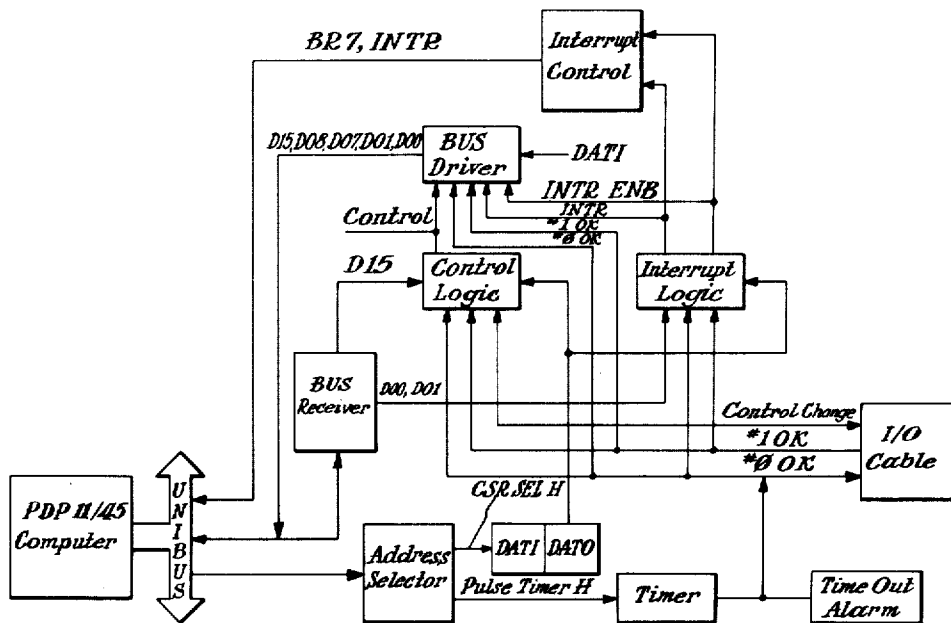 BR7, INTR
Interrupt
Control
D15, D08, D07, D01, D00
BUS
Driver
DATI
INTR ENB
INTR
#1 OK
#0 OK
Control
D15
Control
Logic
Interrupt
Logic
BUS
Receiver
D00, D01
Control Change
#1 OK
#0 OK
I/O
Cable
PDP 11/45
Computer
UNIBUS
CSR SEL H
Address
Selector
DATI
DATO
Pulse Timer H
Timer
Time Out
Alarm